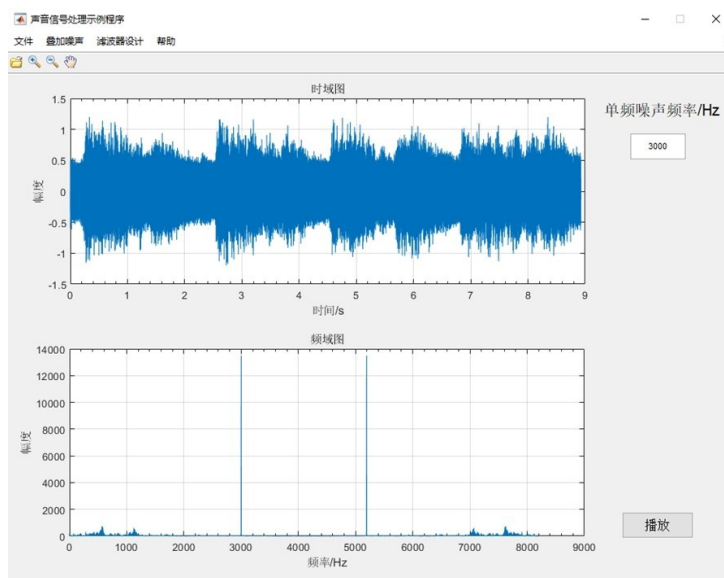 声音信号处理示例程序
文件 叠加噪声 滤波器设计 帮助
时域图
单频噪声频率/Hz
3000
1.5
1
0.5
0
-0.5
-1
-1.5
幅度
0 1 2 3 4 5 6 7 8 9
时间/s
频域图
14000
12000
10000
8000
6000
4000
2000
0
幅度
0 1000 2000 3000 4000 5000 6000 7000 8000 9000
频率/Hz
播放